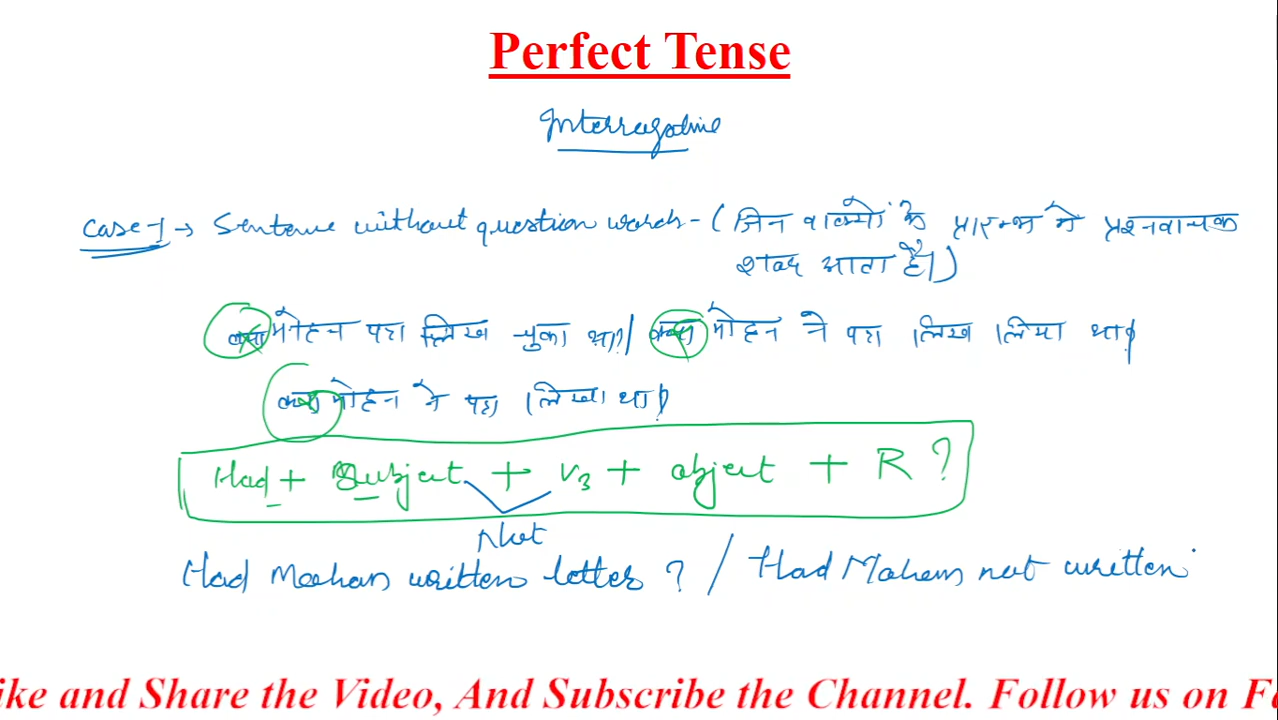 Perfect Tense
Interrogative
Case-1 → Sentence without question words - (जिन वाक्यो के प्रारम्भ मे प्रश्नवाचक
शब्द आता है।)
क्या मोहन पत्र लिख चुका था?/ क्या मोहन ने पत्र लिख लिया था?
क्या मोहन ने पत्र लिखा था?
Had + Subject + V3 + object + R ?
Not
Had Mohan written letter ? / Had Mohan not written
ike and Share the Video, And Subscribe the Channel. Follow us on F